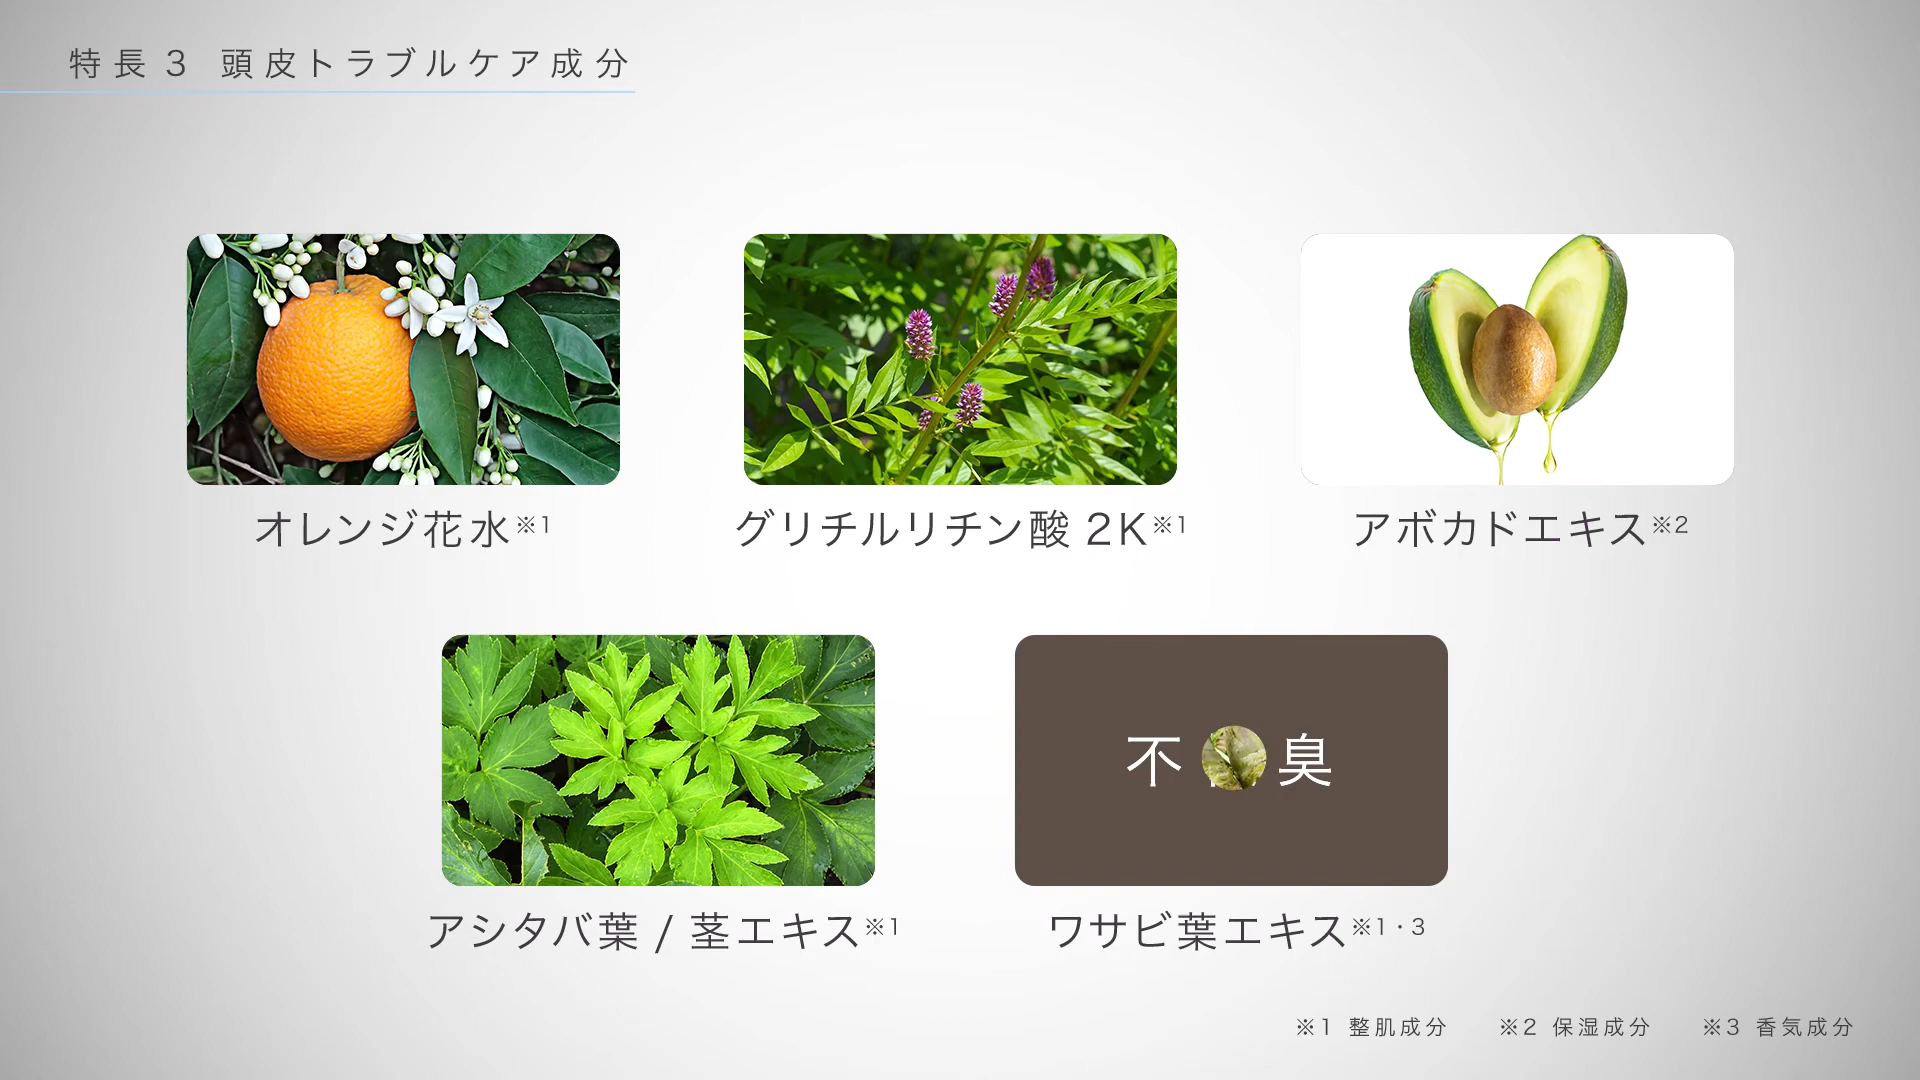 特長3 頭皮トラブルケア成分
オレンジ花水※1
グリチルリチン酸 2K※1
アボカドエキス※2
アシタバ葉 / 茎エキス※1
不 臭
ワサビ葉エキス※1・3
※1 整肌成分 ※2 保湿成分 ※3 香気成分